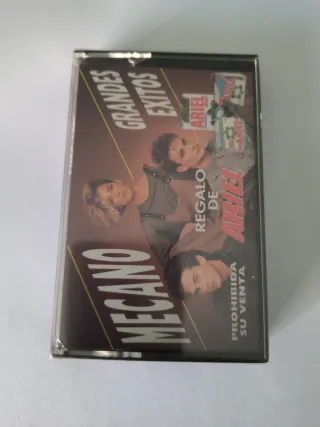 MECANO
GRANDES
EXITOS
ARIEL
REGALO
DE
ARIEL
PROHIBIDA
SU VENTA